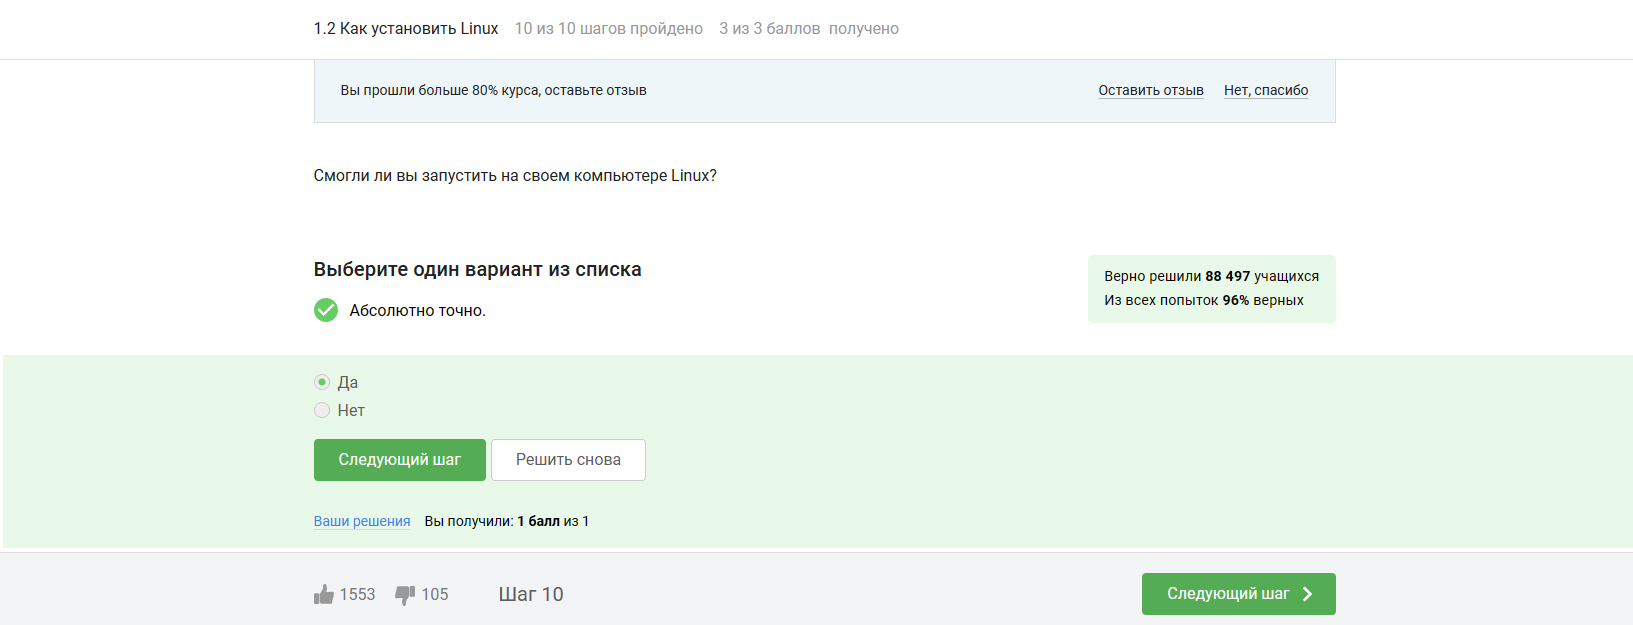 1.2 Как установить Linux 10 из 10 шагов пройдено 3 из 3 баллов получено
Вы прошли больше 80% курса, оставьте отзыв Оставить отзыв Нет, спасибо
Смогли ли вы запустить на своем компьютере Linux?
Выберите один вариант из списка
Верно решили 88 497 учащихся
Из всех попыток 96% верных
Абсолютно точно.
Да
Нет
Следующий шаг Решить снова
Ваши решения Вы получили: 1 балл из 1
1553 105 Шаг 10 Следующий шаг